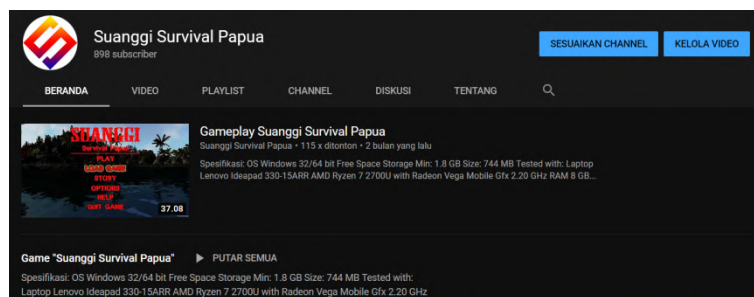 Suanggi Survival Papua
898 subscriber
SESUAIKAN CHANNEL
KELOLA VIDEO
BERANDA VIDEO PLAYLIST CHANNEL DISKUSI TENTANG
SUANGGI
Survival Papua
PLAY
LOAD GAME
STORY
OPTIONS
HELP
QUIT GAME
37.08
Gameplay Suanggi Survival Papua
Suanggi Survival Papua • 115 x ditonton • 2 bulan yang lalu
Spesifikasi: OS Windows 32/64 bit Free Space Storage Min: 1.8 GB Size: 744 MB Tested with: Laptop
Lenovo Ideapad 330-15ARR AMD Ryzen 7 2700U with Radeon Vega Mobile Gfx 2.20 GHz RAM 8 GB...
Game "Suanggi Survival Papua" PUTAR SEMUA
Spesifikasi: OS Windows 32/64 bit Free Space Storage Min: 1.8 GB Size: 744 MB Tested with:
Laptop Lenovo Ideapad 330-15ARR AMD Ryzen 7 2700U with Radeon Vega Mobile Gfx 2.20 GHz